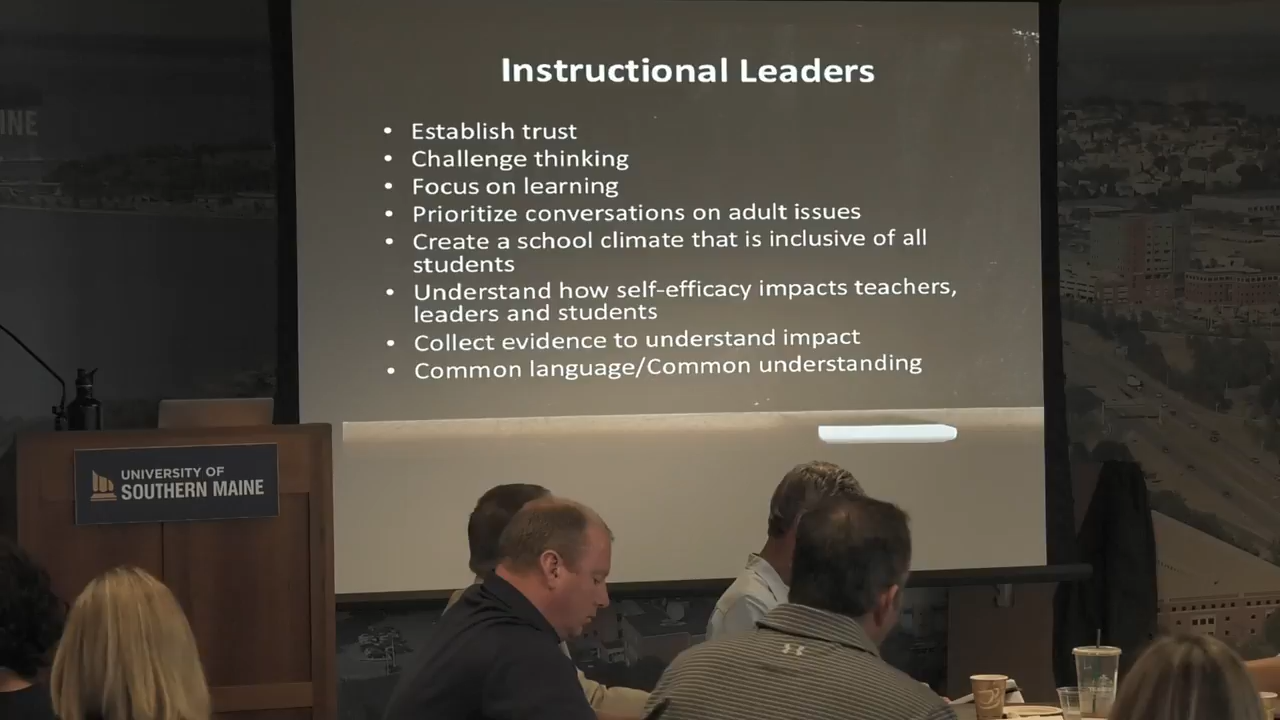 INE
Instructional Leaders
• Establish trust
• Challenge thinking
• Focus on learning
• Prioritize conversations on adult issues
• Create a school climate that is inclusive of all
students
• Understand how self-efficacy impacts teachers,
leaders and students
• Collect evidence to understand impact
• Common language/Common understanding
UNIVERSITY OF
SOUTHERN MAINE